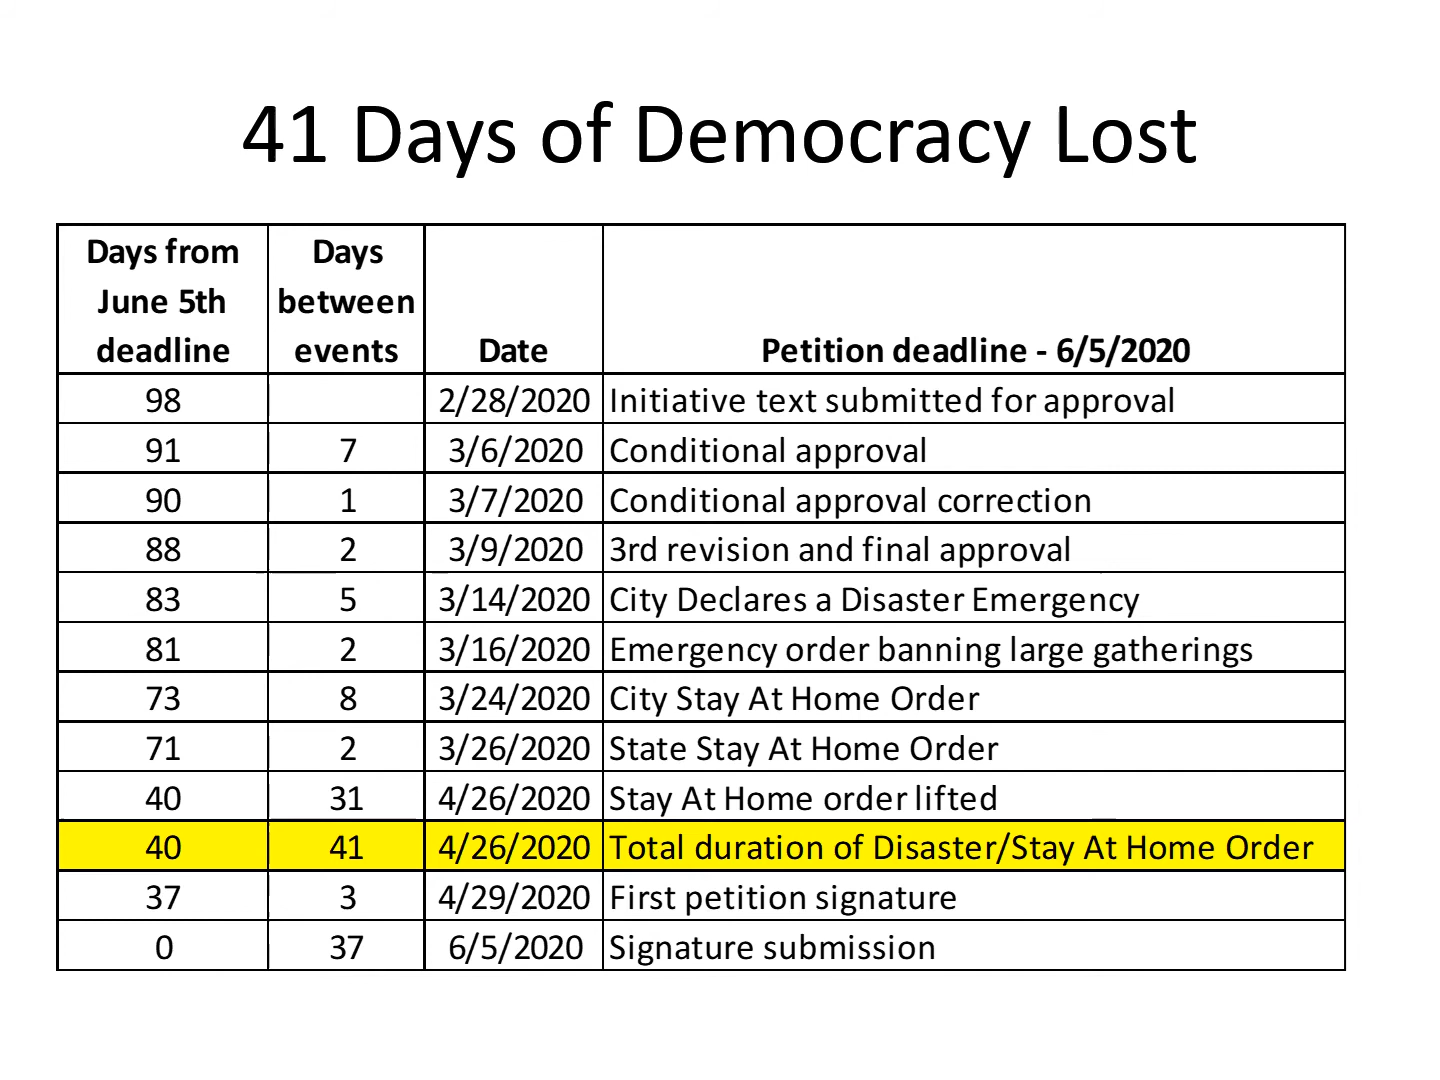 41 Days of Democracy Lost
Days from June 5th deadline Days between events Date Petition deadline - 6/5/2020
98 2/28/2020 Initiative text submitted for approval
91 7 3/6/2020 Conditional approval
90 1 3/7/2020 Conditional approval correction
88 2 3/9/2020 3rd revision and final approval
83 5 3/14/2020 City Declares a Disaster Emergency
81 2 3/16/2020 Emergency order banning large gatherings
73 8 3/24/2020 City Stay At Home Order
71 2 3/26/2020 State Stay At Home Order
40 31 4/26/2020 Stay At Home order lifted
40 41 4/26/2020 Total duration of Disaster/Stay At Home Order
37 3 4/29/2020 First petition signature
0 37 6/5/2020 Signature submission